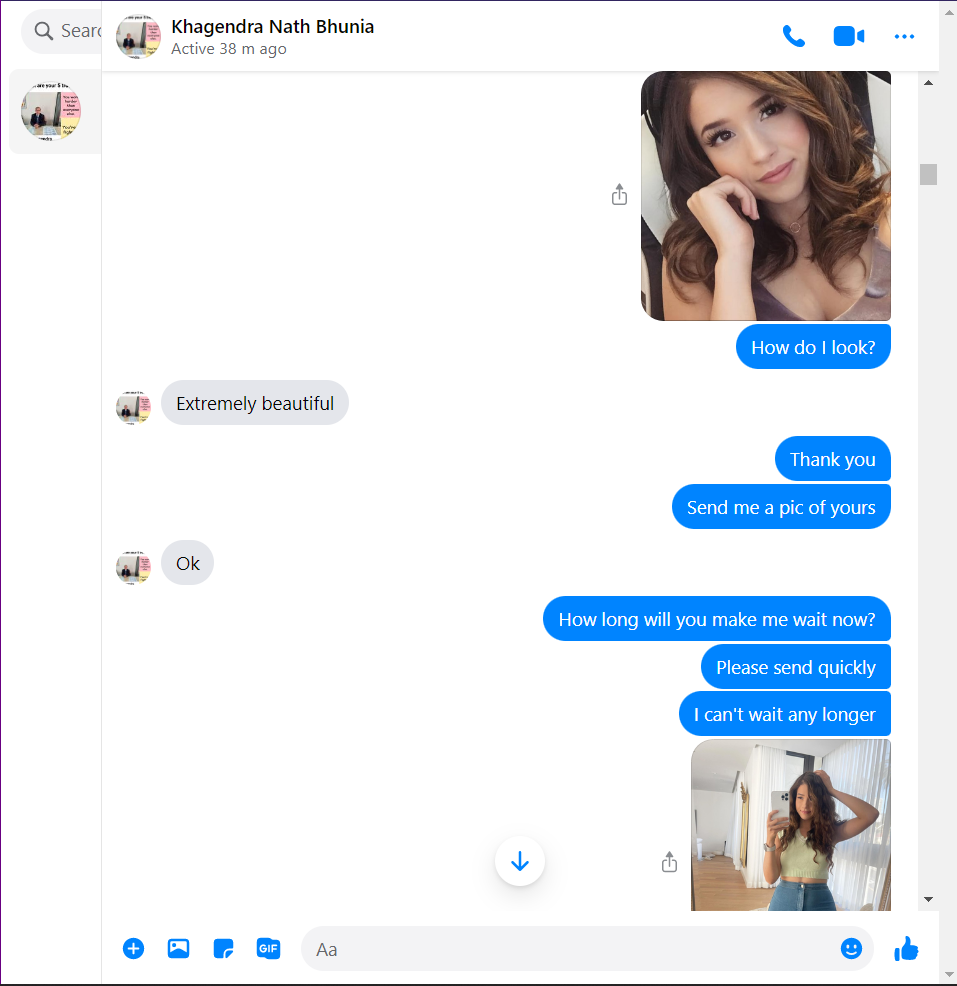 Searc
Khagendra Nath Bhunia
Active 38 m ago
How do I look?
Extremely beautiful
Thank you
Send me a pic of yours
Ok
How long will you make me wait now?
Please send quickly
I can't wait any longer
GIF
Aa